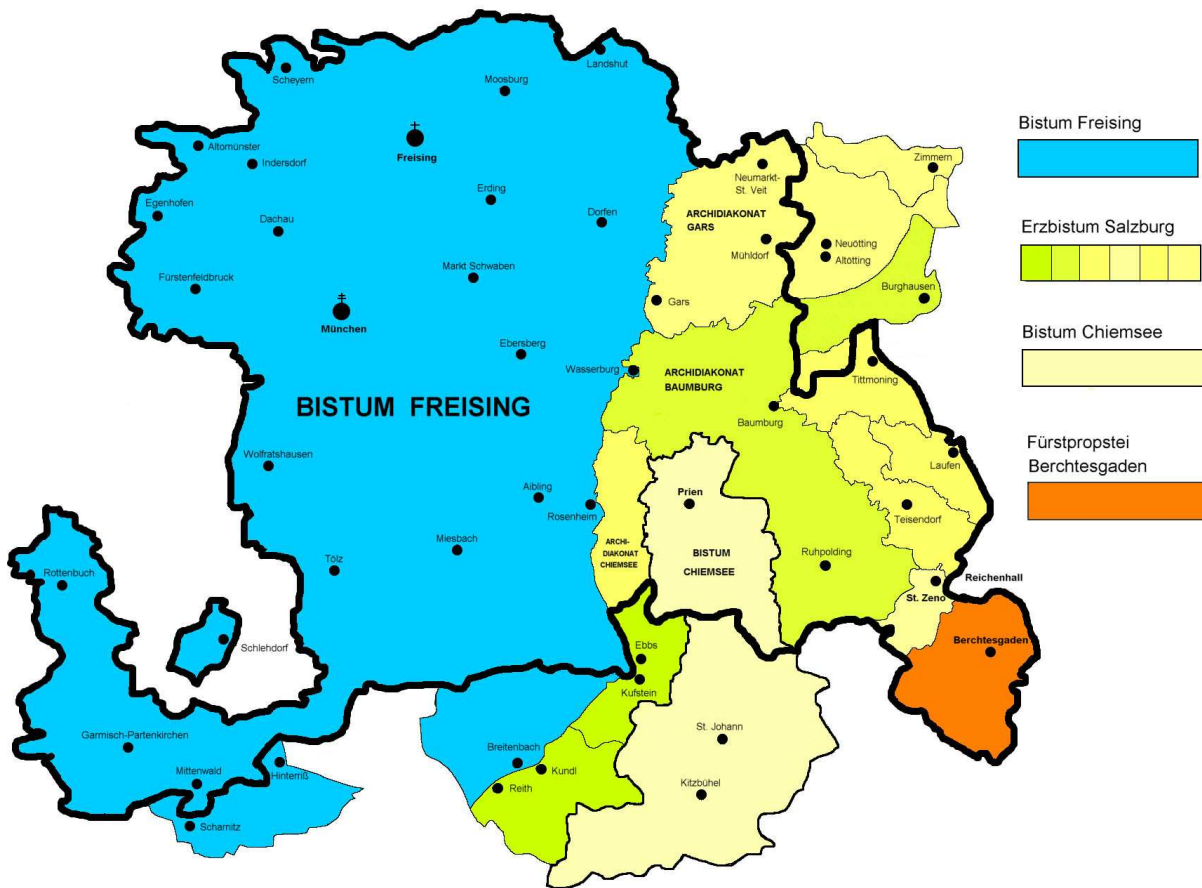 Landshut
Scheyern
Moosburg
Bistum Freising
Altomünster
Freising
Indersdorf
Zimmern
Neumarkt-
St. Veit
Egenhofen
Erding
Dorfen
ARCHIDIAKONAT
GARS
Dachau
Erzbistum Salzburg
Mühldorf
Neuötting
Altötting
Markt Schwaben
Fürstenfeldbruck
Burghausen
Gars
München
Bistum Chiemsee
Ebersberg
Wasserburg
ARCHIDIAKONAT
BAUMBURG
Tittmoning
BISTUM FREISING
Baumburg
Fürstpropstei
Berchtesgaden
Wolfratshausen
Laufen
Aibling
Prien
Rosenheim
Teisendorf
Miesbach
ARCHI-
DIAKONAT
CHIEMSEE
BISTUM
CHIEMSEE
Ruhpolding
Tölz
Rottenbuch
Reichenhall
St. Zeno
Schlehdorf
Berchtesgaden
Ebbs
Kufstein
Garmisch-Partenkirchen
St. Johann
Breitenbach
Kundl
Hinterriß
Mittenwald
Reith
Kitzbühel
Scharnitz